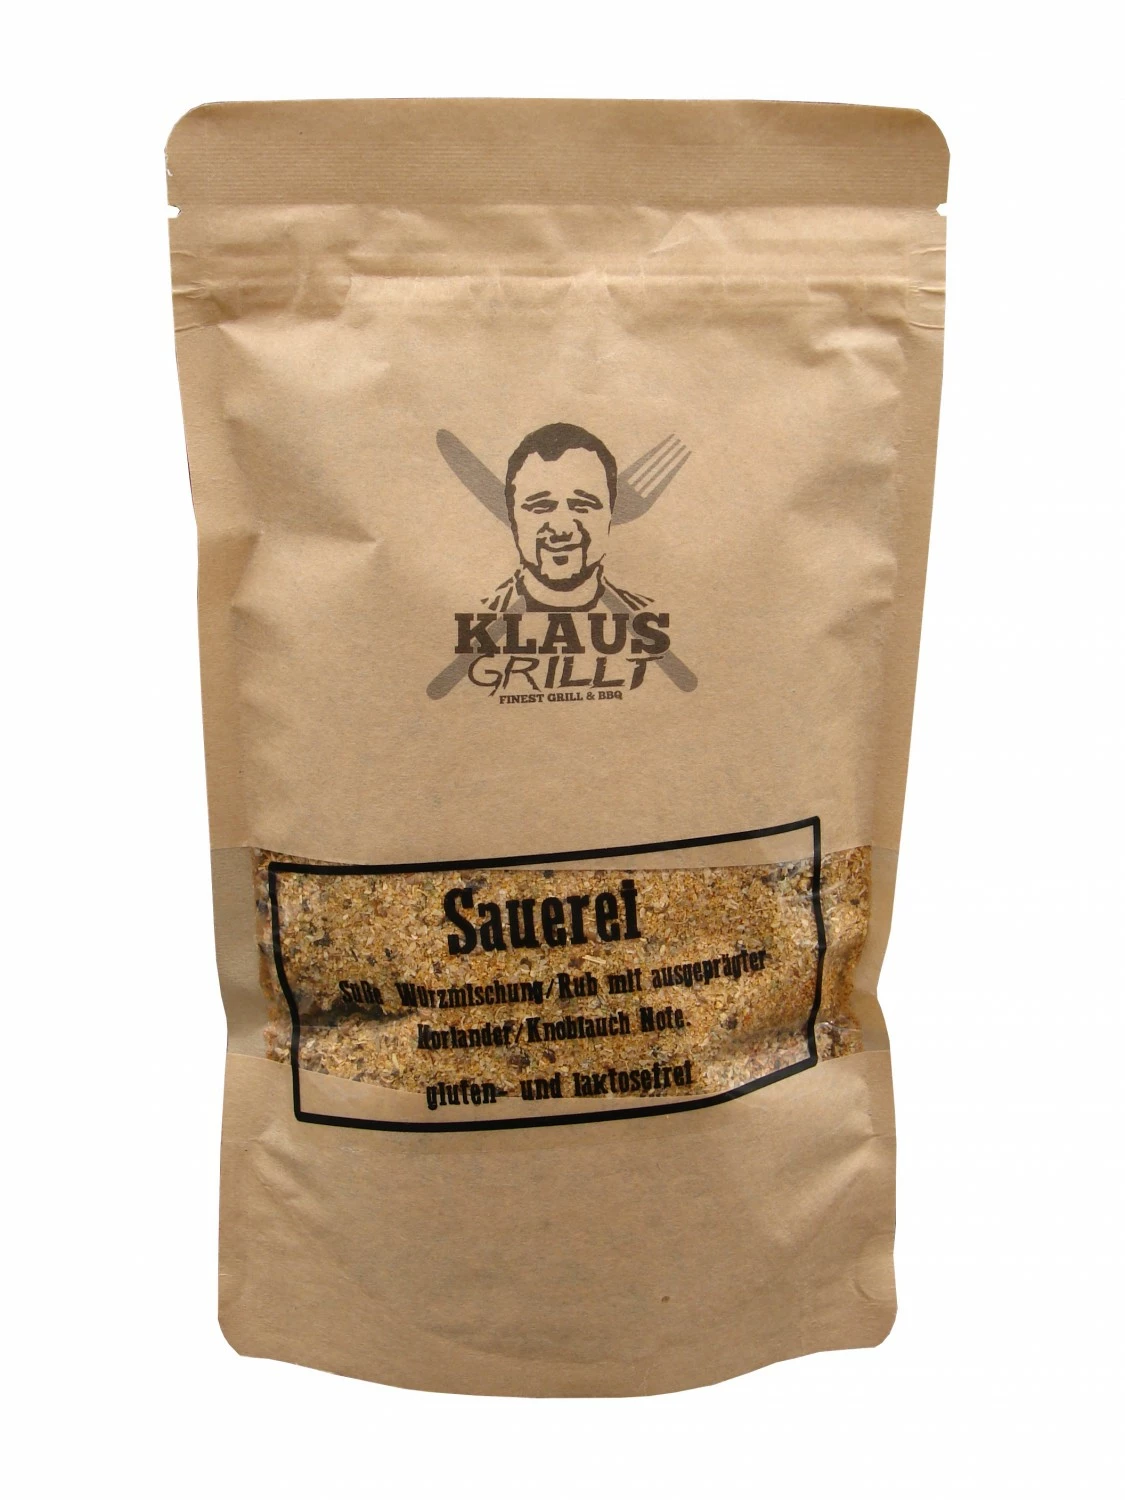 KLAUS
GRILLT
FINEST GRILL & BBQ
Sauerei
Süße Würzmischung/Rub mit ausgeprägter
Koriander/Knoblauch Note.
gluten- und laktosefrei